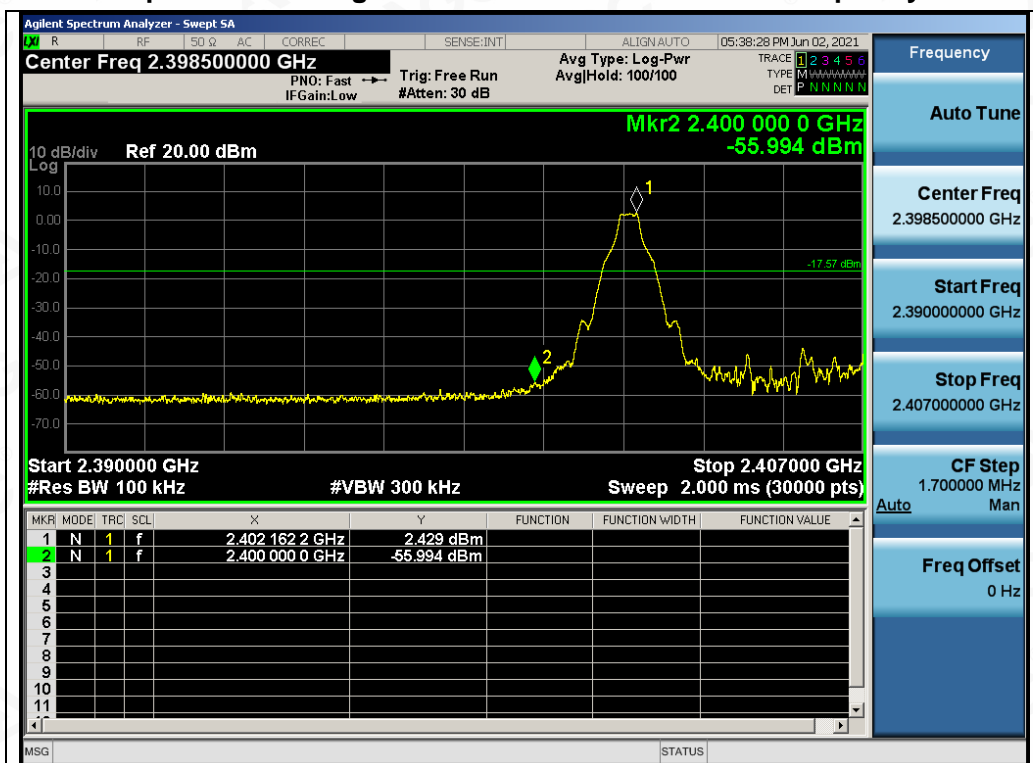 Agilent Spectrum Analyzer - Swept SA
LXI R RF 50 Ω AC CORREC SENSE:INT ALIGN AUTO 05:38:28 PM Jun 02, 2021
Center Freq 2.398500000 GHz
PNO: Fast
IFGain:Low
Trig: Free Run
#Atten: 30 dB
Avg Type: Log-Pwr
Avg|Hold: 100/100
TRACE 1 2 3 4 5 6
TYPE M WWWWW
DET P N N N N N
Mkr2 2.400 000 0 GHz
-55.994 dBm
10 dB/div Ref 20.00 dBm
Log
10.0
0.00
-10.0
-20.0
-30.0
-40.0
-50.0
-60.0
-70.0
1
-17.57 dBm
2
Start 2.390000 GHz Stop 2.407000 GHz
#Res BW 100 kHz #VBW 300 kHz Sweep 2.000 ms (30000 pts)
MKR MODE TRC SCL X Y FUNCTION FUNCTION WIDTH FUNCTION VALUE
1 N 1 f 2.402 162 2 GHz 2.429 dBm
2 N 1 f 2.400 000 0 GHz -55.994 dBm
3
4
5
6
7
8
9
10
11
MSG STATUS
Frequency
Auto Tune
Center Freq
2.398500000 GHz
Start Freq
2.390000000 GHz
Stop Freq
2.407000000 GHz
CF Step
1.700000 MHz
Auto Man
Freq Offset
0 Hz